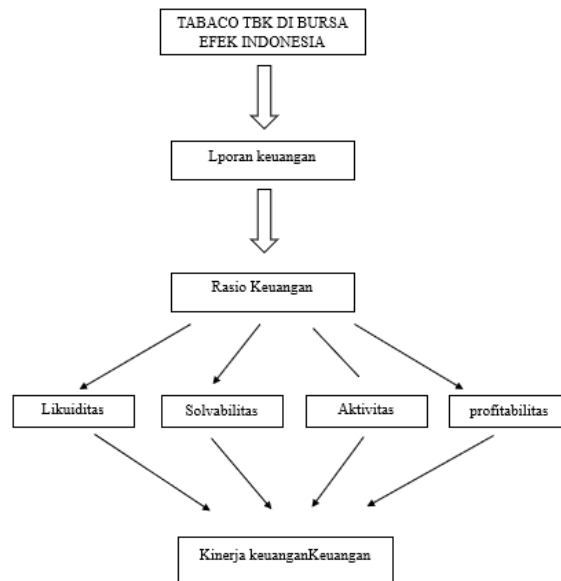 TABACO TBK DI BURSA
EFEK INDONESIA
Lporan keuangan
Rasio Keuangan
Likuiditas
Solvabilitas
Aktivitas
profitabilitas
Kinerja keuanganKeuangan